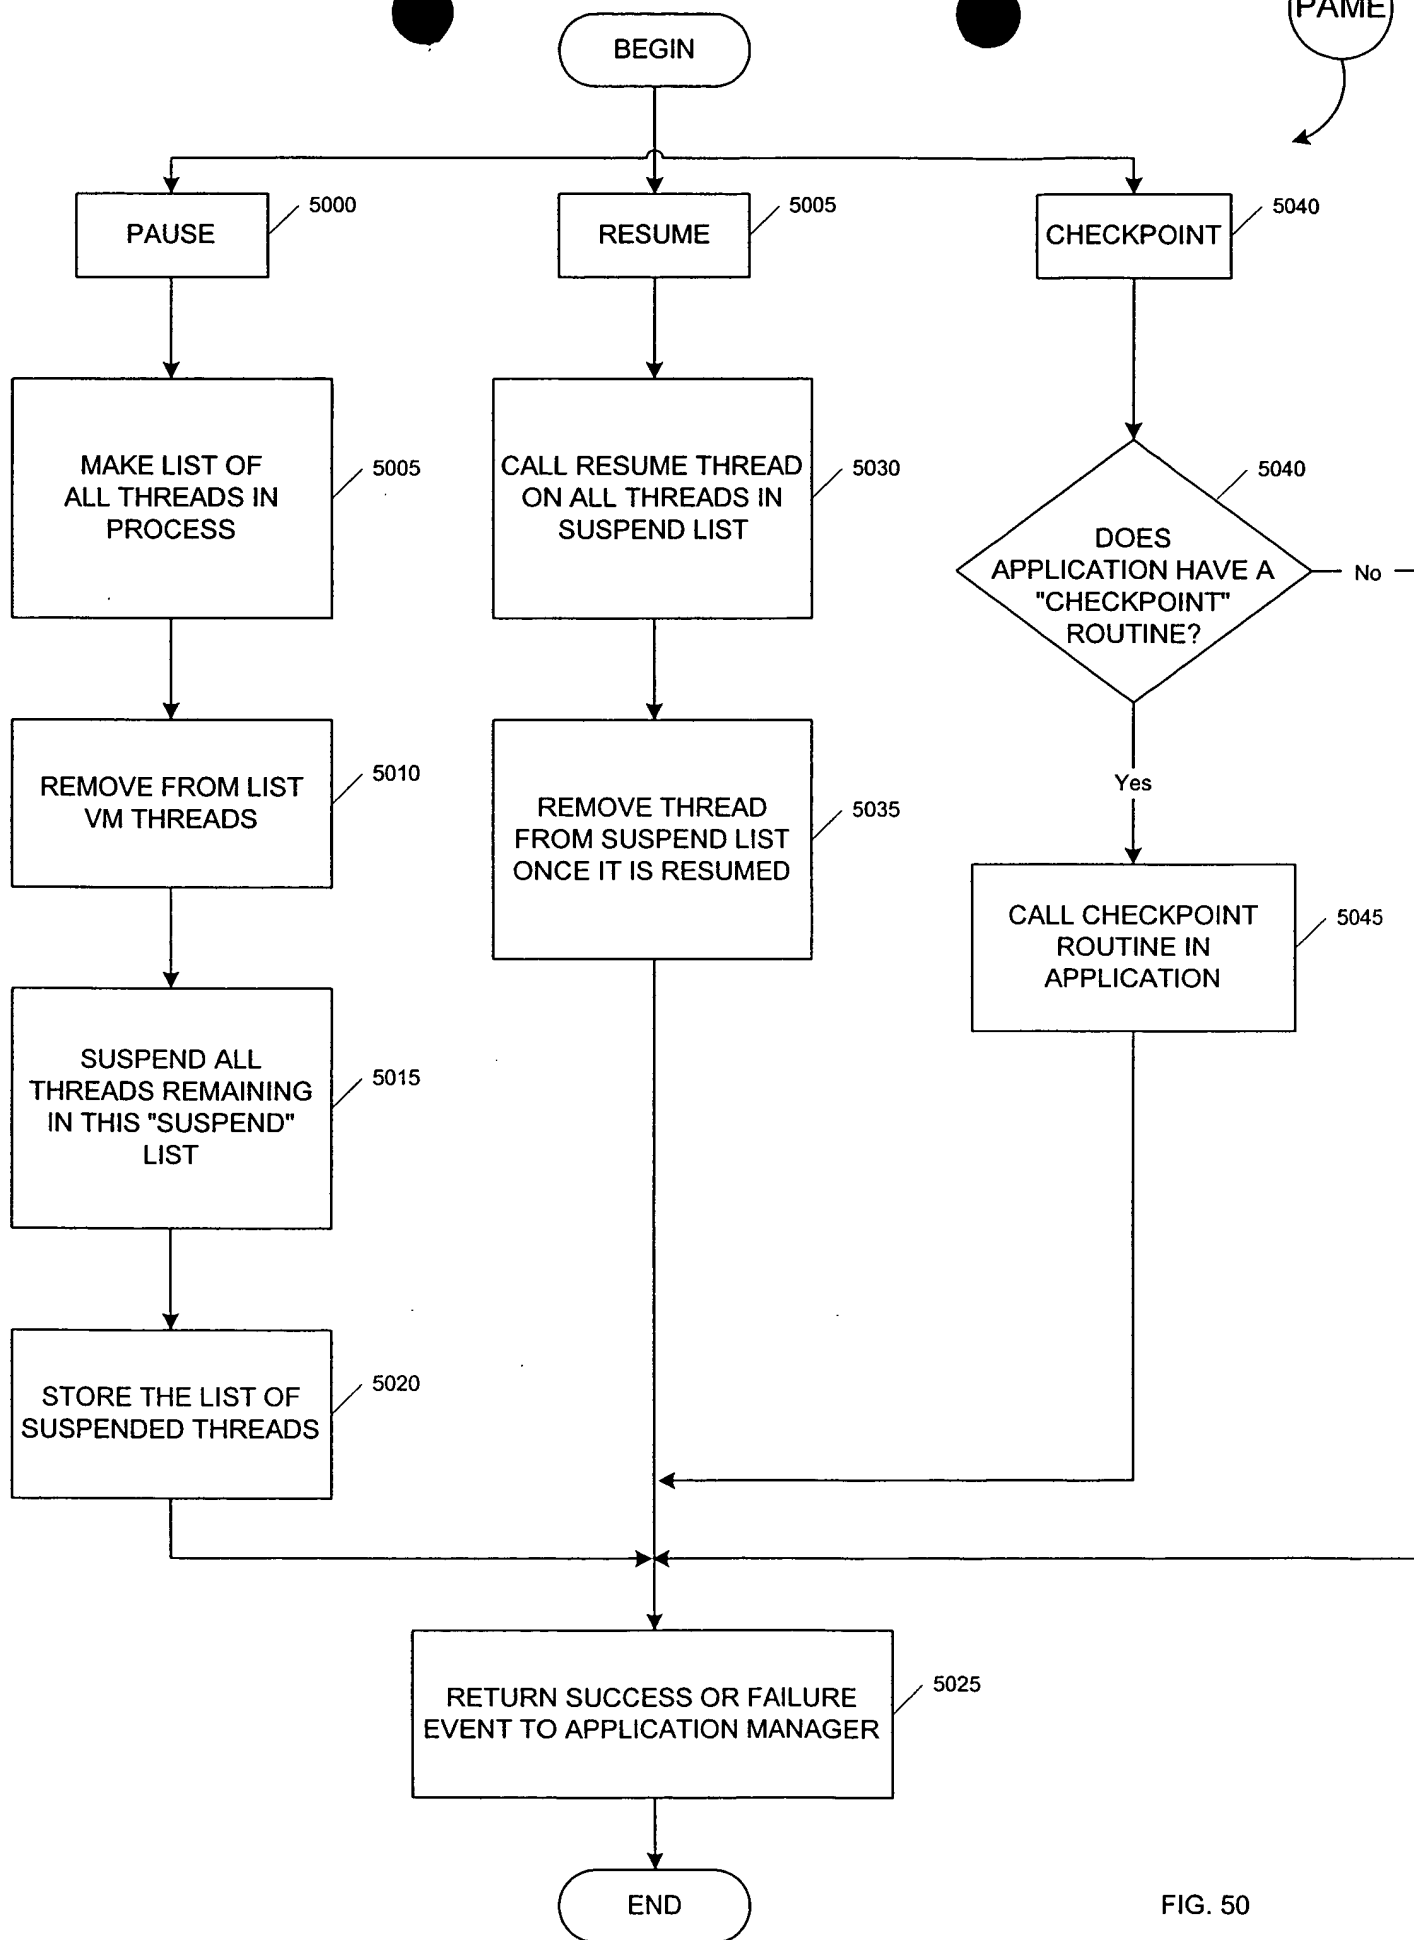 PAME
BEGIN
PAUSE
5000
RESUME
5005
CHECKPOINT
5040
MAKE LIST OF
ALL THREADS IN
PROCESS
5005
CALL RESUME THREAD
ON ALL THREADS IN
SUSPEND LIST
5030
DOES
APPLICATION HAVE A
"CHECKPOINT"
ROUTINE?
5040
No
Yes
REMOVE FROM LIST
VM THREADS
5010
REMOVE THREAD
FROM SUSPEND LIST
ONCE IT IS RESUMED
5035
CALL CHECKPOINT
ROUTINE IN
APPLICATION
5045
SUSPEND ALL
THREADS REMAINING
IN THIS "SUSPEND"
LIST
5015
STORE THE LIST OF
SUSPENDED THREADS
5020
RETURN SUCCESS OR FAILURE
EVENT TO APPLICATION MANAGER
5025
END
FIG. 50